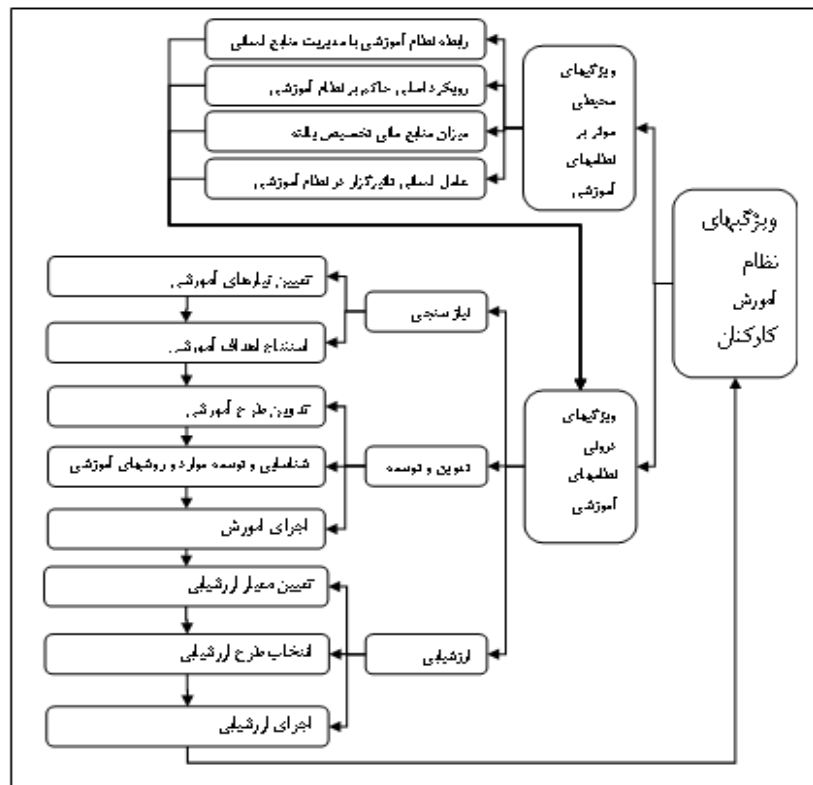 ویژگیهای
نظام
آموزش
کارکنان
ویژگیهای
محیطی
موثر بر
نظامهای
آموزشی
رابطه نظام آموزشی با مدیریت منابع انسانی
رویکرد اصلی حاکم بر نظام آموزشی
میزان منابع مالی تخصیص یافته
عامل انسانی تاثیرگزار در نظام آموزشی
ویژگیهای
درونی
نظامهای
آموزشی
نیاز سنجی
تعیین نیازهای آموزشی
استنتاج اهداف آموزشی
تدوین و توسعه
تدوین طرح آموزشی
شناسایی و توسعه موارد و روشهای آموزشی
اجرای آموزش
ارزشیابی
تعیین معیار ارزشیابی
انتخاب طرح ارزشیابی
اجرای ارزشیابی